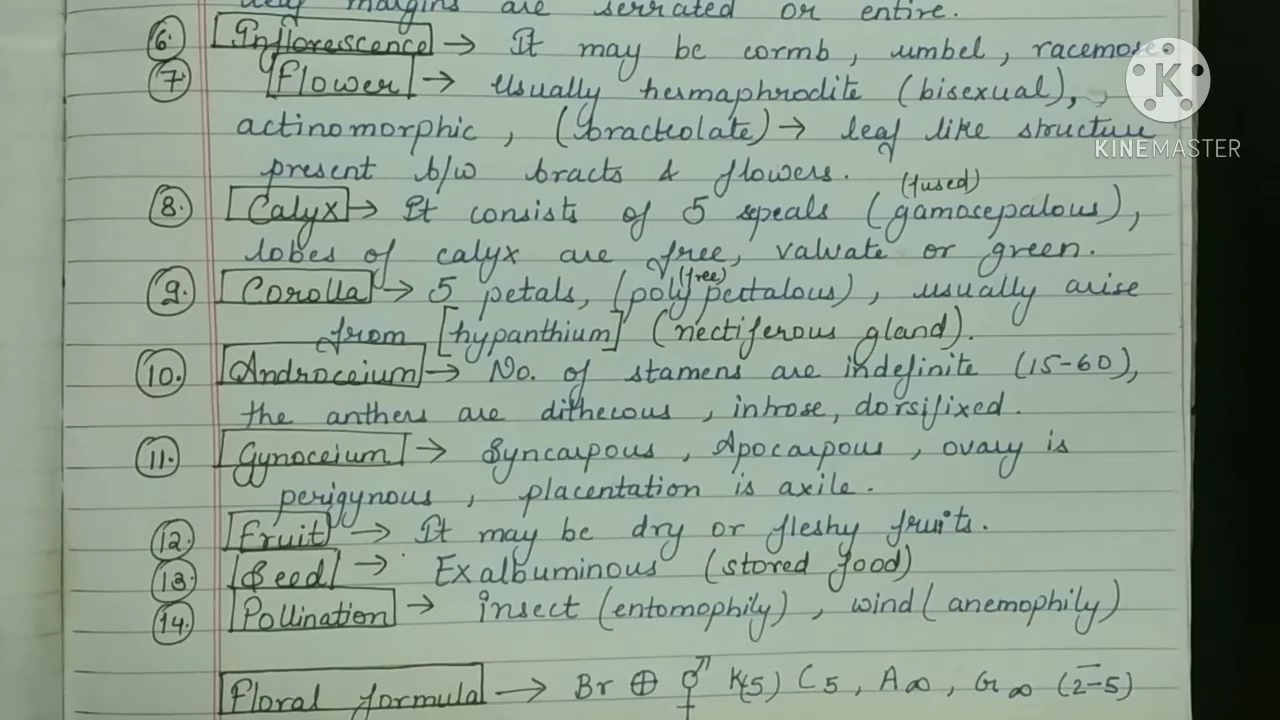 leaf margins are serrated or entire.
6. Inflorescence → It may be cormb, umbel, racemose.
7. Flower → Usually hermaphrodite (bisexual),
actinomorphic, (bracteolate) → leaf like structure
present b/w bracts & flowers.
K
KINEMASTER
(fused)
8. Calyx → It consists of 5 sepeals (gamosepalous),
lobes of calyx are free, valvate or green.
(free)
9. Corolla → 5 petals, (poly pettalous), usually arise
from [hypanthium] (nectiferous gland).
10. Androceium → No. of stamens are indefinite (15-60),
the anthers are dithecous, introse, dorsifixed.
11. Gynoceium → Syncarpous, Apocarpous, ovary is
perigynous, placentation is axile.
12. Fruit → It may be dry or fleshy fruits.
13. Seed → Exalbuminous (stored food)
14. Pollination → insect (entomophily), wind (anemophily)
Floral formula → Br ⊕ ⚥ K(5) C5, A∞, G∞ (2-5)